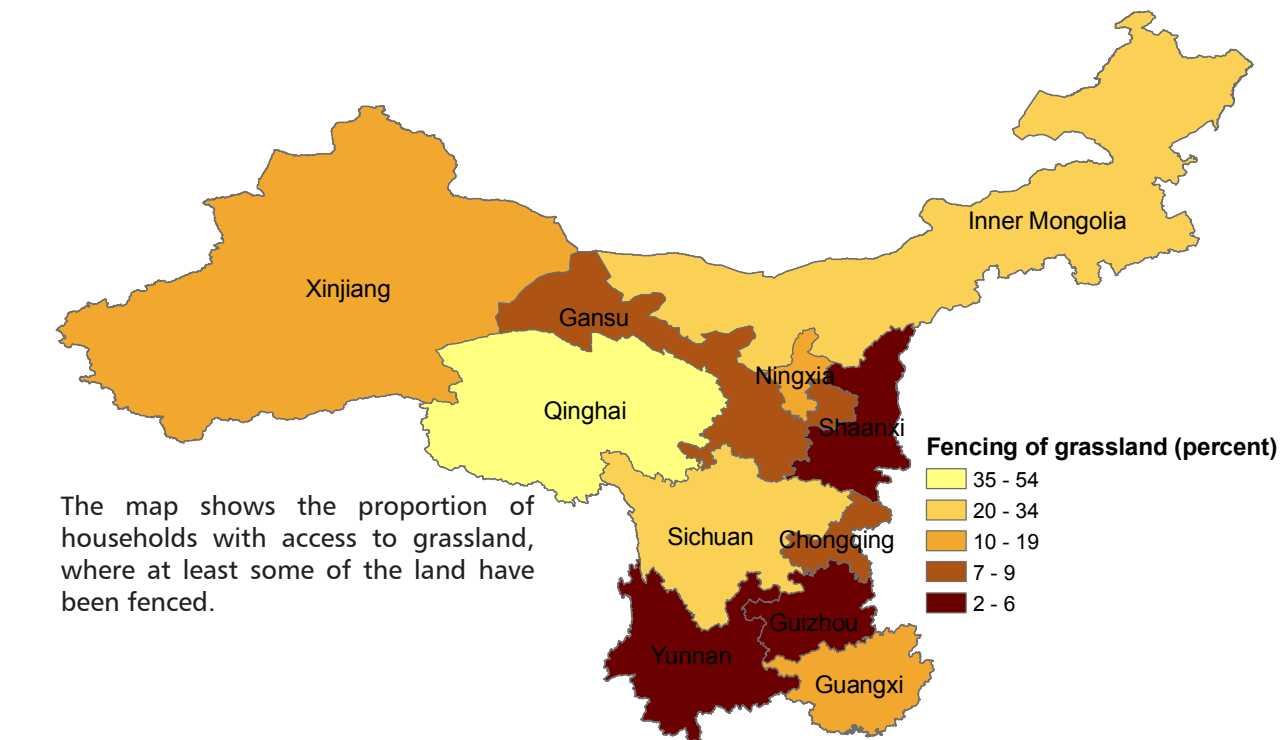 Inner Mongolia
Xinjiang
Gansu
Ningxia
Qinghai
Shaanxi
Fencing of grassland (percent)
35 - 54
20 - 34
10 - 19
7 - 9
2 - 6
The map shows the proportion of
households with access to grassland,
where at least some of the land have
been fenced.
Sichuan
Chongqing
Guizhou
Yunnan
Guangxi